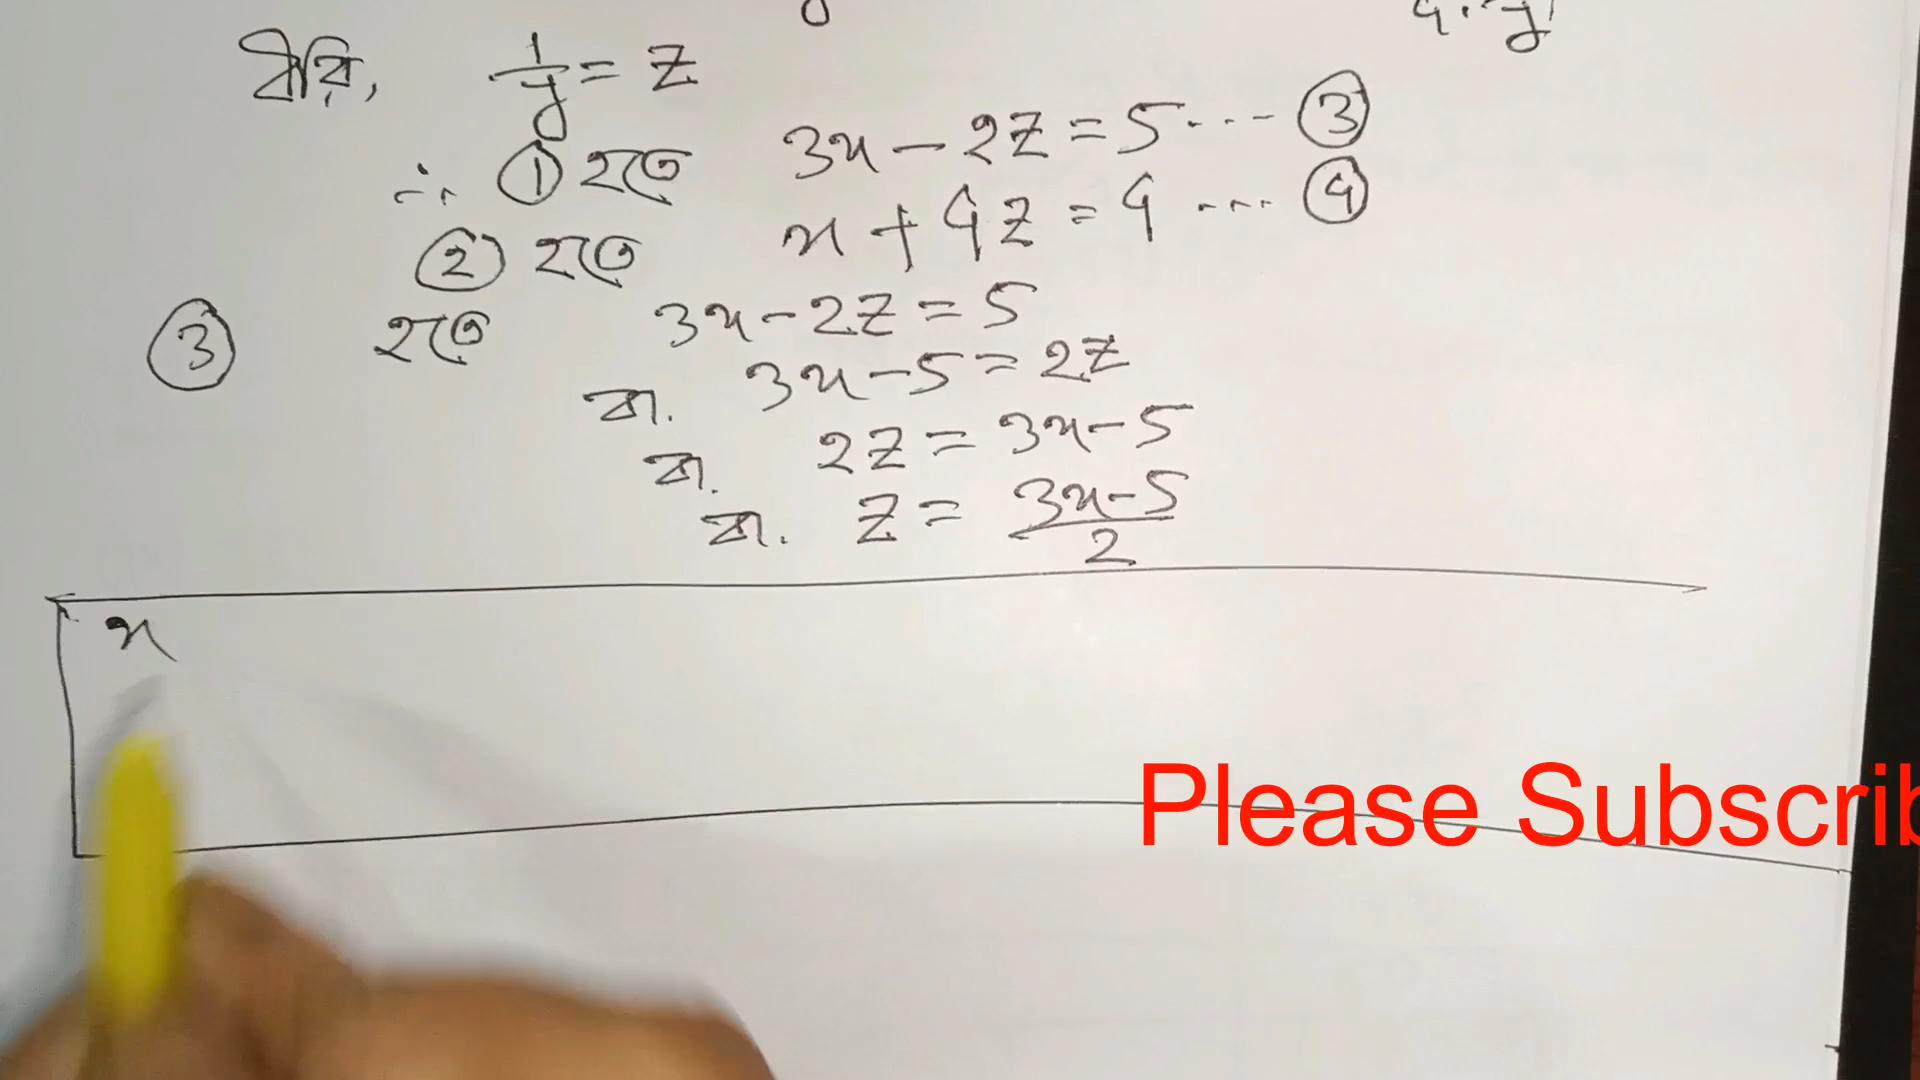 ধরি, 1/y = z
∴ ① হতে 3x - 2z = 5 ... ③
② হতে x + 4z = 4 ... ④
③ হতে 3x - 2z = 5
বা. 3x - 5 = 2z
বা. 2z = 3x - 5
বা. z = (3x - 5)/2
x
Please Subscrib